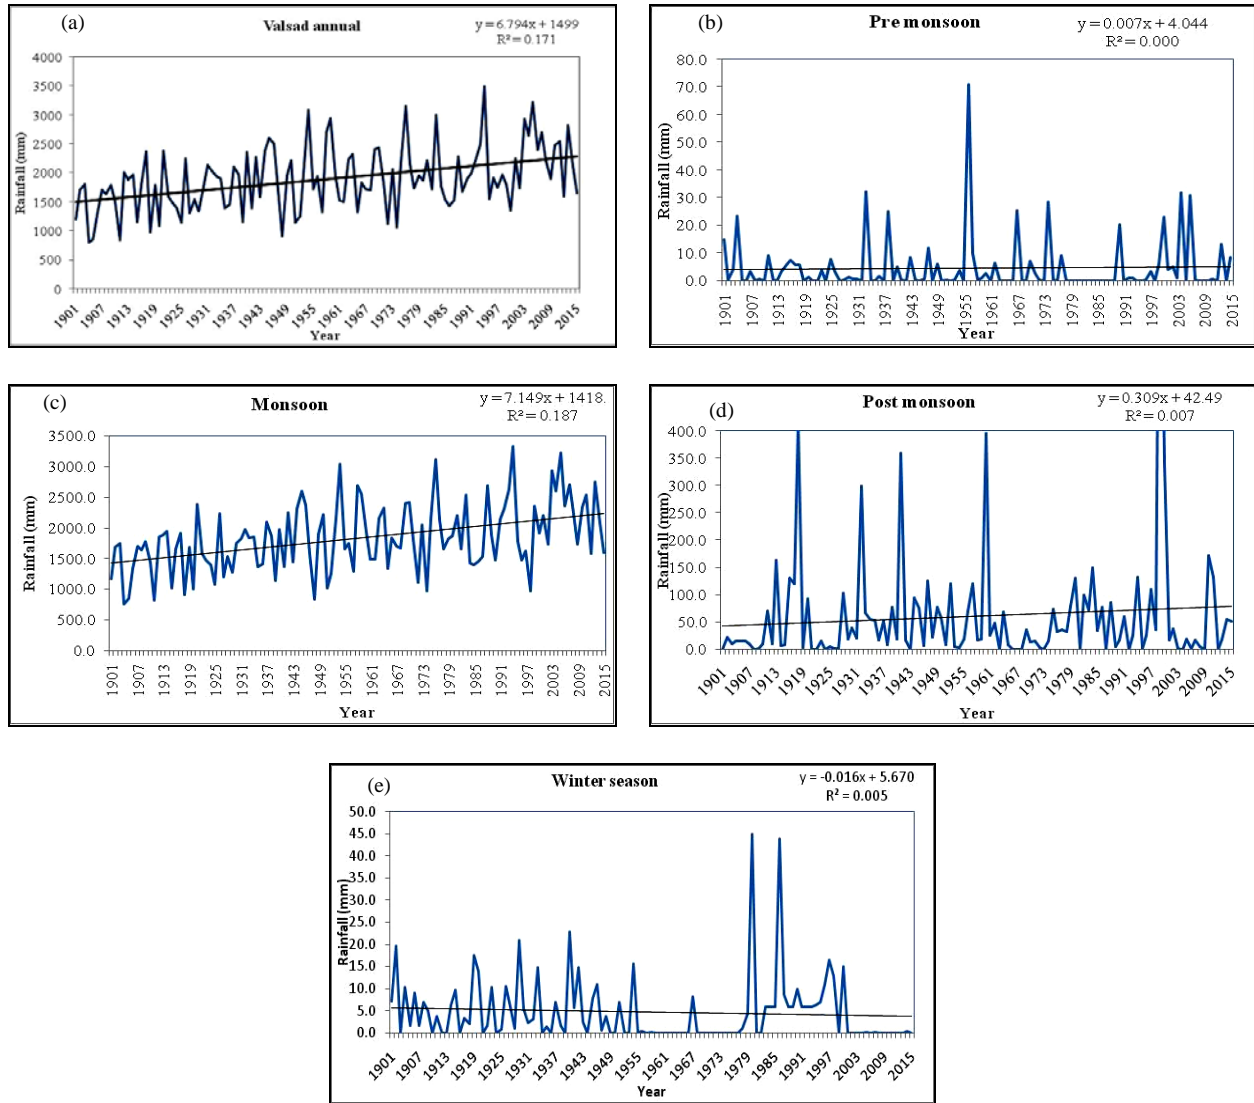 (a)
Valsad annual
y = 6.794x + 1499
R² = 0.171
4000
3500
3000
2500
2000
1500
1000
500
0
Rainfall (mm)
1901 1907 1913 1919 1925 1931 1937 1943 1949 1955 1961 1967 1973 1979 1985 1991 1997 2003 2009 2015
Year
(b)
Pre monsoon
y = 0.007x + 4.044
R² = 0.000
80.0
70.0
60.0
50.0
40.0
30.0
20.0
10.0
0.0
Rainfall (mm)
1901 1907 1913 1919 1925 1931 1937 1943 1949 1955 1961 1967 1973 1979 1985 1991 1997 2003 2009 2015
Year
(c)
Monsoon
y = 7.149x + 1418.
R² = 0.187
3500.0
3000.0
2500.0
2000.0
1500.0
1000.0
500.0
0.0
Rainfall (mm)
1901 1907 1913 1919 1925 1931 1937 1943 1949 1955 1961 1967 1973 1979 1985 1991 1997 2003 2009 2015
Year
(d)
Post monsoon
y = 0.309x + 42.49
R² = 0.007
400.0
350.0
300.0
250.0
200.0
150.0
100.0
50.0
0.0
Rainfall (mm)
1901 1907 1913 1919 1925 1931 1937 1943 1949 1955 1961 1967 1973 1979 1985 1991 1997 2003 2009 2015
Year
(e)
Winter season
y = -0.016x + 5.670
R² = 0.005
50.0
45.0
40.0
35.0
30.0
25.0
20.0
15.0
10.0
5.0
0.0
Rainfall (mm)
1901 1907 1913 1919 1925 1931 1937 1943 1949 1955 1961 1967 1973 1979 1985 1991 1997 2003 2009 2015
Year